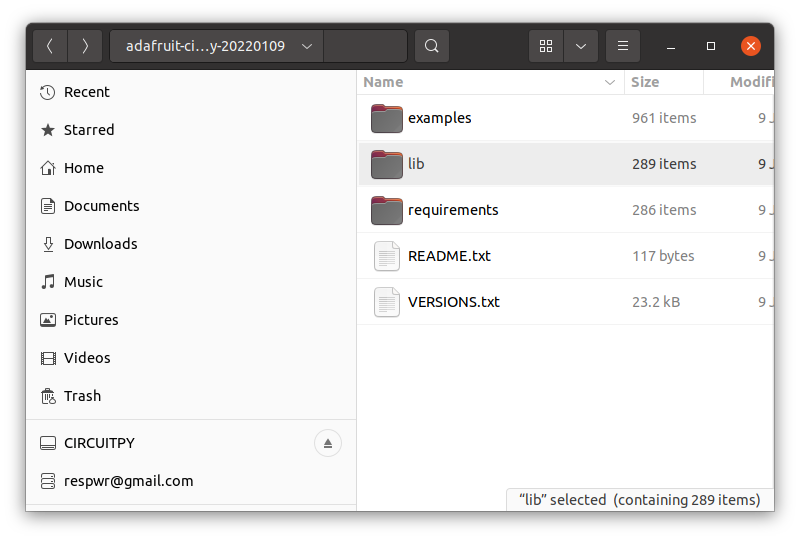 adafruit-ci...y-20220109
Recent
Starred
Home
Documents
Downloads
Music
Pictures
Videos
Trash
CIRCUITPY
respwr@gmail.com
Name Size Modifi
examples 961 items 9 J
lib 289 items 9 J
requirements 286 items 9 J
README.txt 117 bytes 9 J
VERSIONS.txt 23.2 kB 9 J
“lib” selected (containing 289 items)